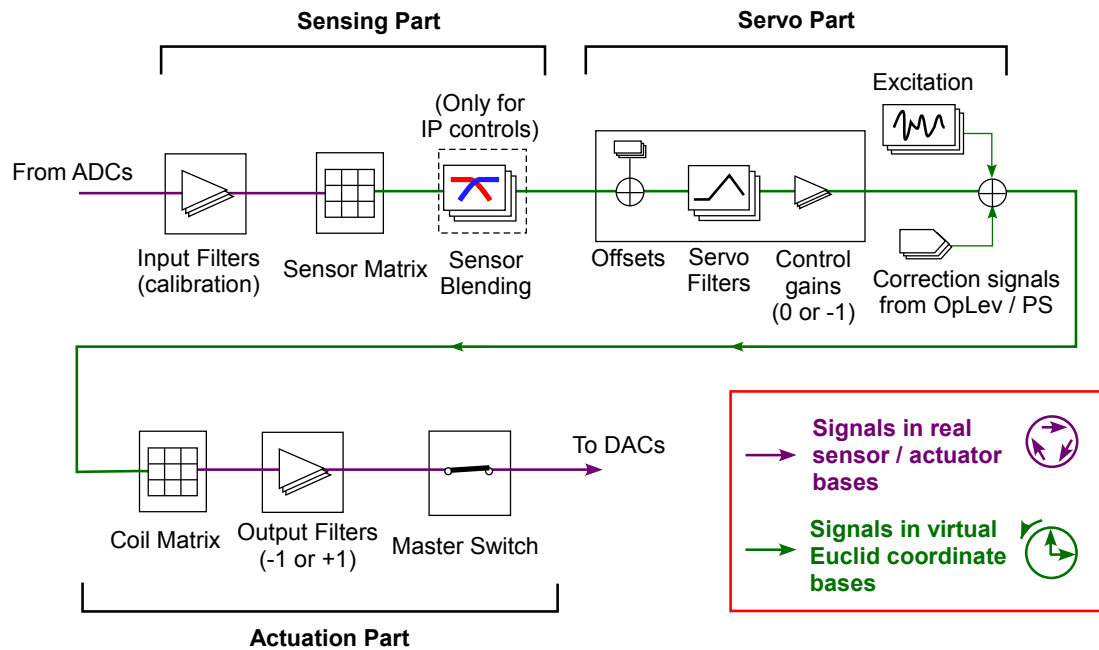 Sensing Part
Servo Part
(Only for
IP controls)
Excitation
From ADCs
Input Filters
(calibration)
Sensor Matrix
Sensor
Blending
Offsets
Servo
Filters
Control
gains
(0 or -1)
Correction signals
from OpLev / PS
To DACs
Coil Matrix
Output Filters
(-1 or +1)
Master Switch
Actuation Part
Signals in real
sensor / actuator
bases
Signals in virtual
Euclid coordinate
bases